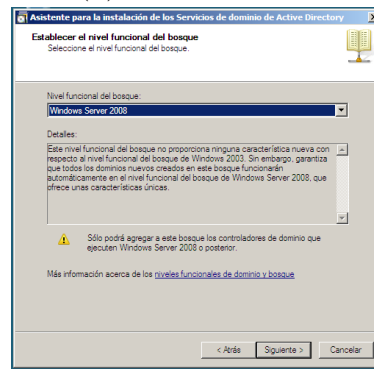 Asistente para la instalación de los Servicios de dominio de Active Directory
Establecer el nivel funcional del bosque
Seleccione el nivel funcional del bosque.
Nivel funcional del bosque:
Windows Server 2008
Detalles:
Este nivel funcional del bosque no proporciona ninguna característica nueva con
respecto al nivel funcional del bosque de Windows 2003. Sin embargo, garantiza
que todos los dominios nuevos creados en este bosque funcionarán
automáticamente en el nivel funcional del bosque de Windows Server 2008, que
ofrece unas características únicas.
Sólo podrá agregar a este bosque los controladores de dominio que
ejecuten Windows Server 2008 o posterior.
Más información acerca de los niveles funcionales de dominio y bosque
< Atrás Siguiente > Cancelar